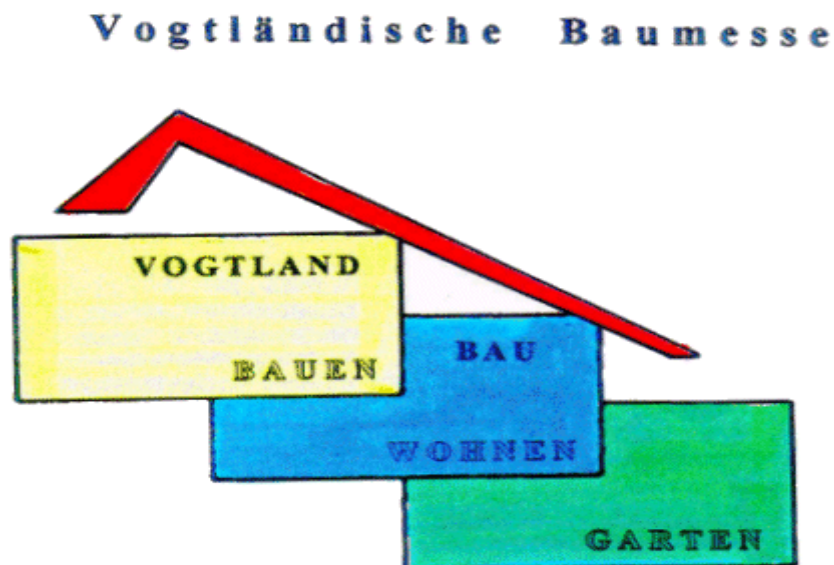 Vogtländische Baumesse
VOGTLAND
BAUEN
BAU
WOHNEN
GARTEN